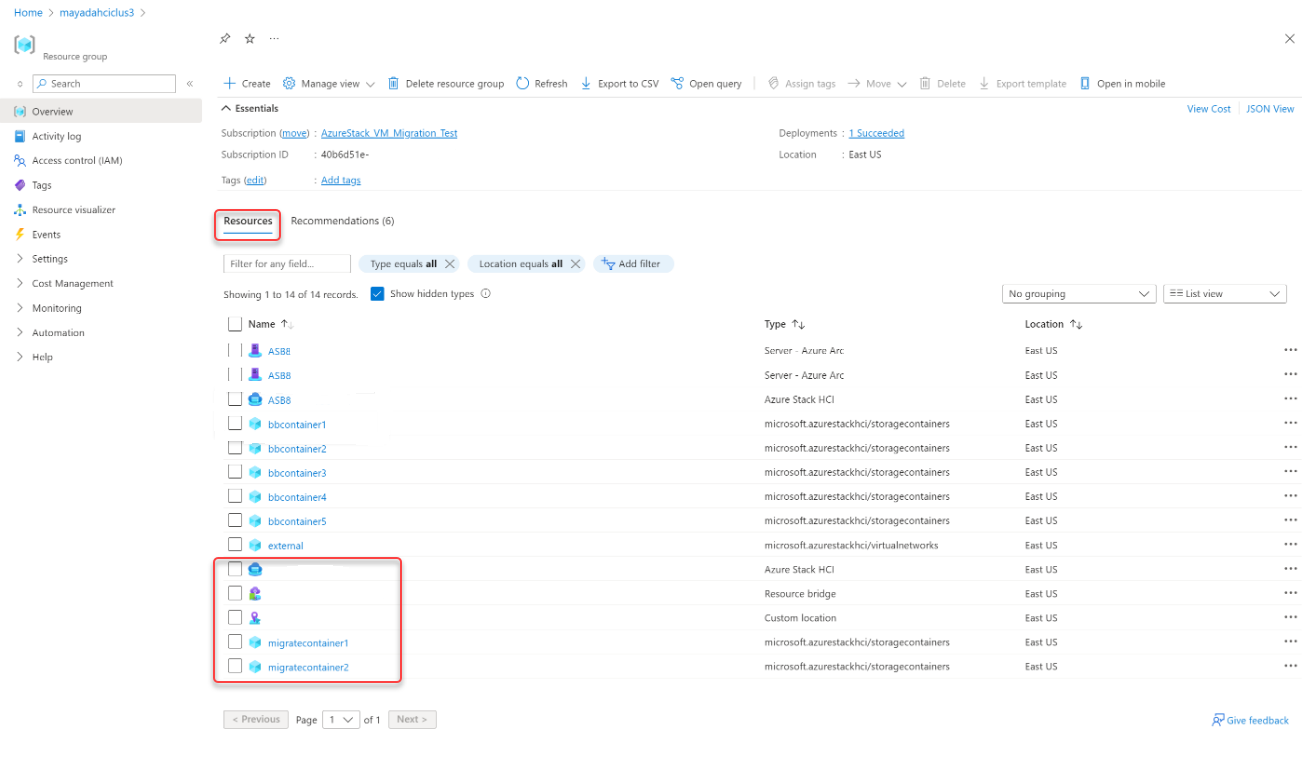 Home > mayadahciclus3 >
Resource group
Search «
+ Create Manage view Delete resource group Refresh Export to CSV Open query Assign tags Move Delete Export template Open in mobile
Overview
Essentials View Cost JSON View
Activity log
Subscription (move) : AzureStack_VM_Migration_Test Deployments : 1 Succeeded
Access control (IAM)
Subscription ID : 40b6d51e- Location : East US
Tags
Tags (edit) : Add tags
Resource visualizer
Resources Recommendations (6)
Events
Settings
Filter for any field... Type equals all Location equals all Add filter
Cost Management
Showing 1 to 14 of 14 records. Show hidden types No grouping List view
Monitoring
Name ↑↓ Type ↑↓ Location ↑↓
Automation
ASB8 Server - Azure Arc East US ...
Help
ASB8 Server - Azure Arc East US ...
ASB8 Azure Stack HCI East US ...
bbcontainer1 microsoft.azurestackhci/storagecontainers East US ...
bbcontainer2 microsoft.azurestackhci/storagecontainers East US ...
bbcontainer3 microsoft.azurestackhci/storagecontainers East US ...
bbcontainer4 microsoft.azurestackhci/storagecontainers East US ...
bbcontainer5 microsoft.azurestackhci/storagecontainers East US ...
external microsoft.azurestackhci/virtualnetworks East US ...
Azure Stack HCI East US ...
Resource bridge East US ...
Custom location East US ...
migratecontainer1 microsoft.azurestackhci/storagecontainers East US ...
migratecontainer2 microsoft.azurestackhci/storagecontainers East US ...
< Previous Page 1 of 1 Next > Give feedback